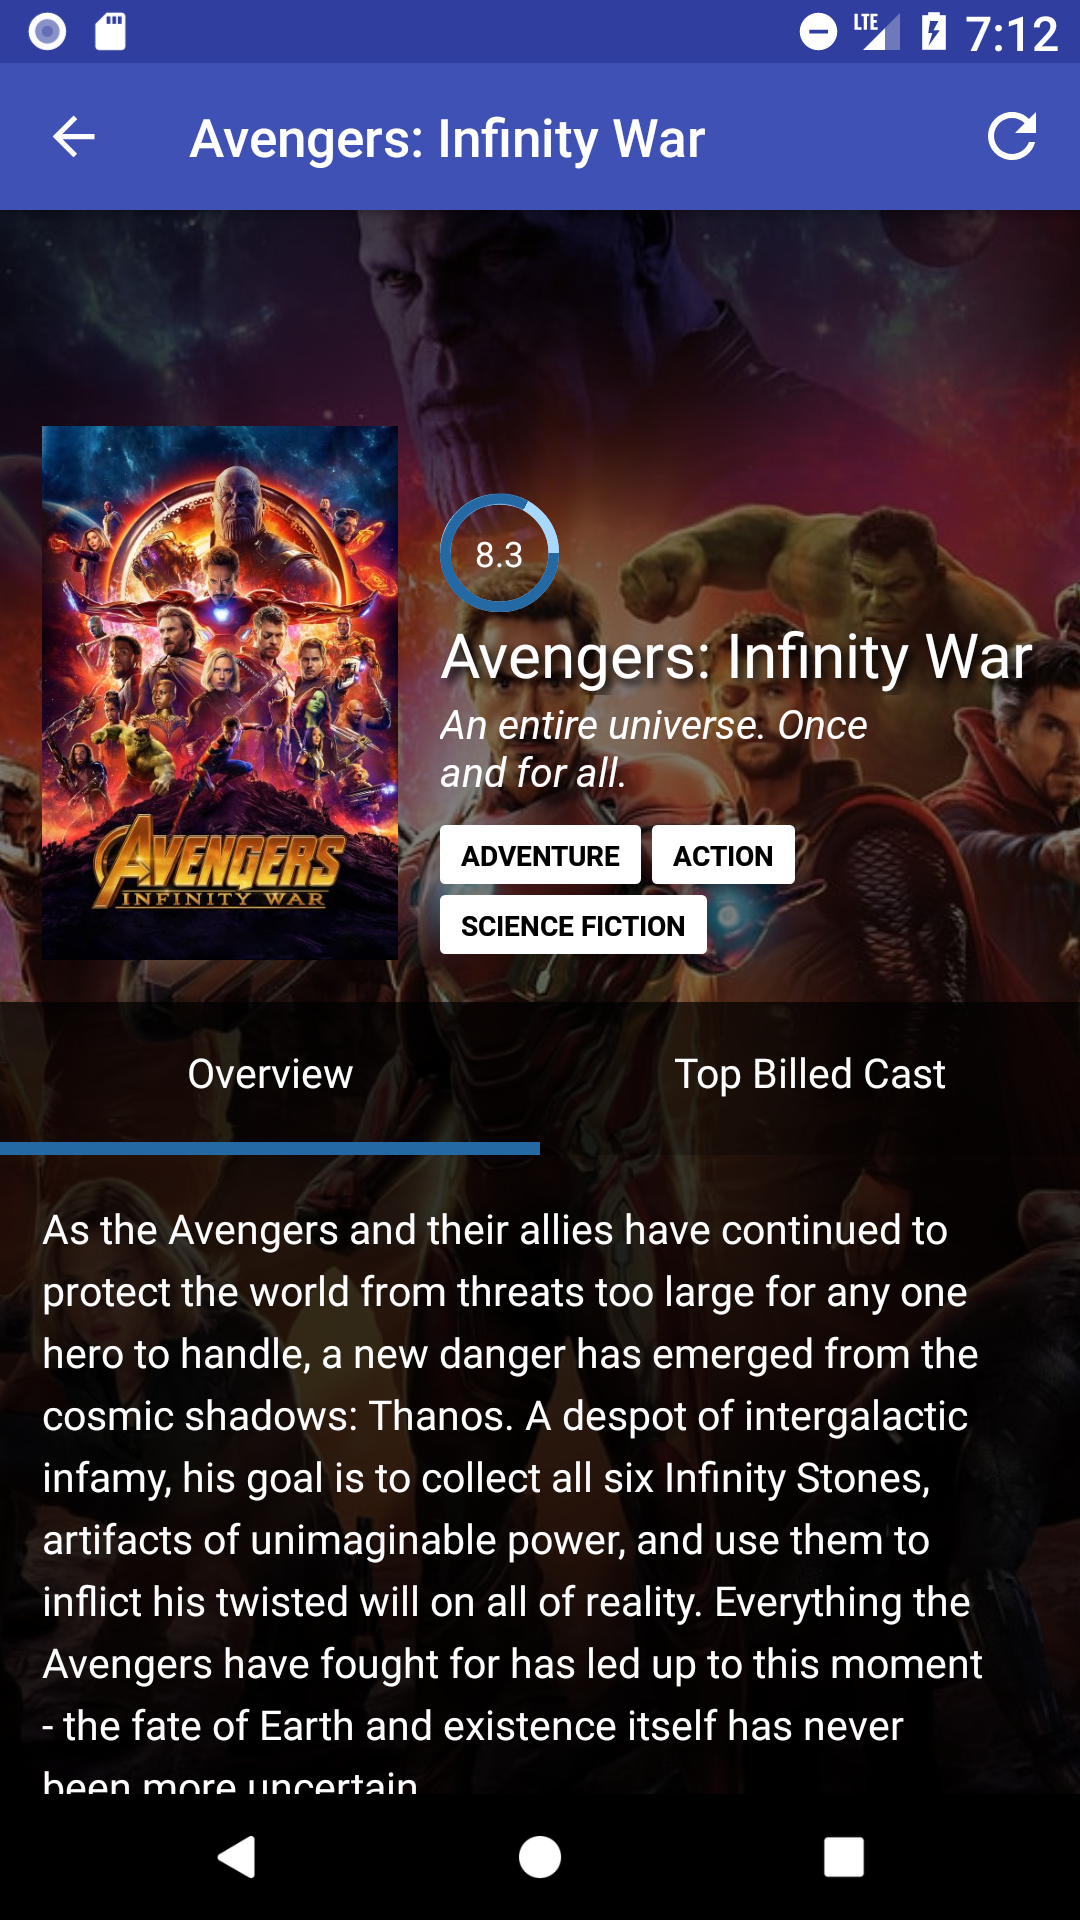 LTE 7:12
Avengers: Infinity War
8.3
Avengers: Infinity War
An entire universe. Once
and for all.
AVENGERS
INFINITY WAR
ADVENTURE ACTION
SCIENCE FICTION
Overview Top Billed Cast
As the Avengers and their allies have continued to
protect the world from threats too large for any one
hero to handle, a new danger has emerged from the
cosmic shadows: Thanos. A despot of intergalactic
infamy, his goal is to collect all six Infinity Stones,
artifacts of unimaginable power, and use them to
inflict his twisted will on all of reality. Everything the
Avengers have fought for has led up to this moment
- the fate of Earth and existence itself has never
been more uncertain